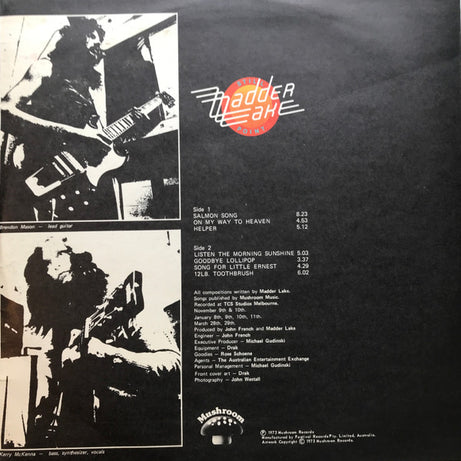 STILL
Madder
Lake
POINT
Side 1
SALMON SONG 8.23
ON MY WAY TO HEAVEN 4.53
HELPER 5.12
Side 2
LISTEN THE MORNING SUNSHINE 5.03
GOODBYE LOLLIPOP 3.37
SONG FOR LITTLE ERNEST 4.29
12LB. TOOTHBRUSH 6.02
All compositions written by Madder Lake.
Songs published by Mushroom Music.
Recorded at TCS Studios Melbourne.
November 9th & 10th.
January 8th, 9th, 10th, 11th.
March 28th, 29th.
Produced by John French and Madder Lake
Engineer – John French
Executive Producer – Michael Gudinski
Equipment – Drak
Goodies – Rose Schoene
Agents – The Australian Entertainment Exchange
Personal Management – Michael Gudinski
Front cover art – Drak
Photography – John Westall
Brendon Mason – lead guitar
Kerry McKenna – bass, synthesizer, vocals
Mushroom
℗ 1973 Mushroom Records
Manufactured by Festival Records Pty. Limited, Australia.
Artwork Copyright © 1973 Mushroom Records.